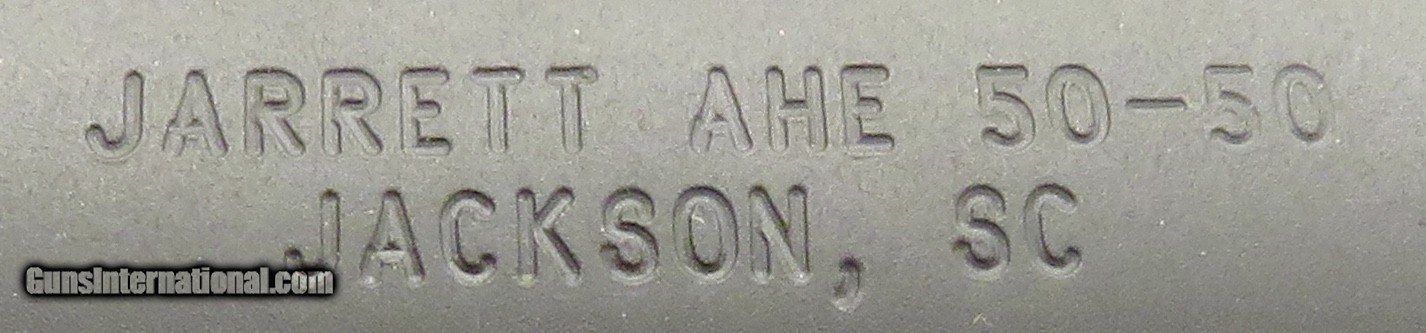 JARRETT AHE 50-50
JACKSON, SC
GunsInternational.com